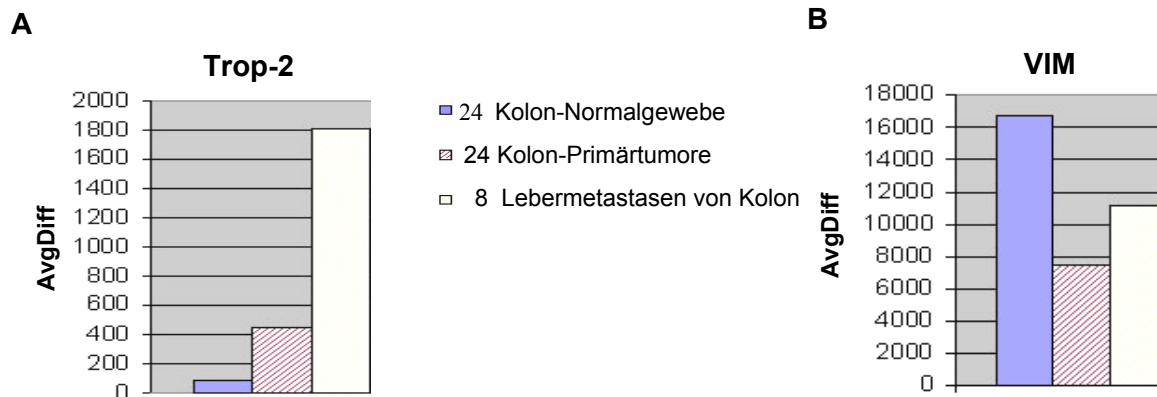 A
Trop-2
2000
1800
1600
1400
1200
1000
800
600
400
200
0
AvgDiff
24 Kolon-Normalgewebe
24 Kolon-Primärtumore
8 Lebermetastasen von Kolon
B
VIM
18000
16000
14000
12000
10000
8000
6000
4000
2000
0
AvgDiff